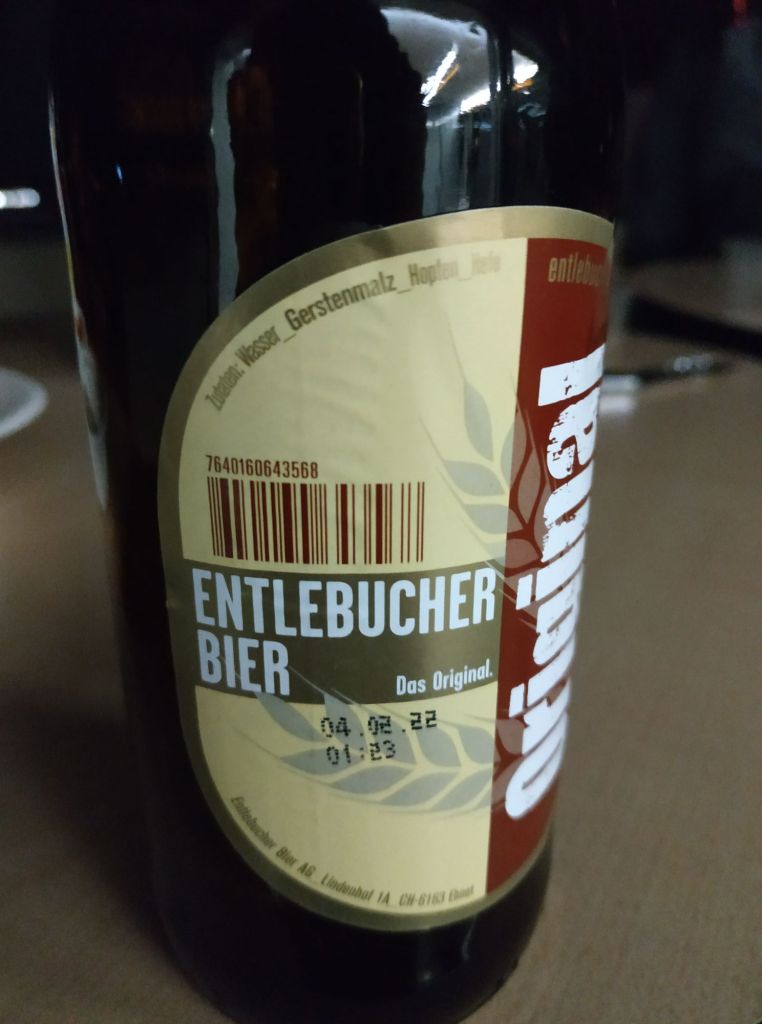 Zutaten: Wasser_Gerstenmalz_Hopfen_Hefe
7640160643568
ENTLEBUCHER
BIER
Das Original.
04.02.22
01:23
Entlebucher Bier AG_Lindenhof 1A_CH-6163 Ebnet